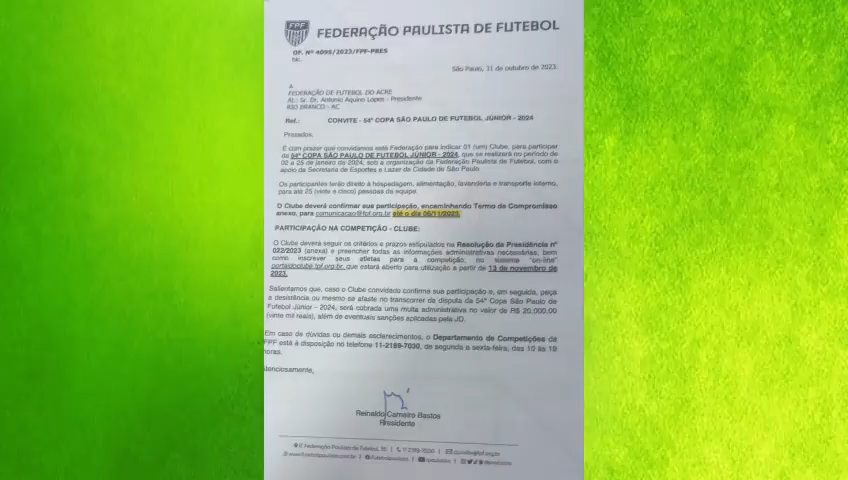 FPF
FEDERAÇÃO PAULISTA DE FUTEBOL
OF. Nº 4095/2023/FPF-PRES
São Paulo, 31 de outubro de 2023.
A
FEDERAÇÃO DE FUTEBOL DO ACRE
At.: Sr. Dr. Antonio Aquino Lopes - Presidente
RIO BRANCO - AC
Ref.: CONVITE - 54ª COPA SÃO PAULO DE FUTEBOL JÚNIOR - 2024
Prezados,
É com prazer que convidamos esta Federação para indicar 01 (um) Clube, para participar
da 54ª COPA SÃO PAULO DE FUTEBOL JÚNIOR - 2024, que se realizará no período de
02 a 25 de janeiro de 2024, sob a organização da Federação Paulista de Futebol, com o
apoio da Secretaria de Esportes e Lazer da Cidade de São Paulo.
Os participantes terão direito à hospedagem, alimentação, lavanderia e transporte interno,
para até 25 (vinte e cinco) pessoas da equipe.
O Clube deverá confirmar sua participação, encaminhando Termo de Compromisso
anexo, para comunicacao@fpf.org.br até o dia 06/11/2023.
PARTICIPAÇÃO NA COMPETIÇÃO - CLUBE:
O Clube deverá seguir os critérios e prazos estipulados na Resolução da Presidência nº
022/2023 (anexa) e preencher todas as informações administrativas necessárias, bem
como inscrever seus atletas para a competição, no sistema "on-line"
portaldoclube.fpf.org.br, que estará aberto para utilização a partir de 13 de novembro de
2023.
Salientamos que, caso o Clube convidado confirme sua participação e, em seguida, peça
a desistência ou mesmo se afaste no transcorrer da disputa da 54ª Copa São Paulo de
Futebol Júnior - 2024, será cobrada uma multa administrativa no valor de R$ 20.000,00
(vinte mil reais), além de eventuais sanções aplicadas pela JD.
Em caso de dúvidas ou demais esclarecimentos, o Departamento de Competições da
FPF está à disposição no telefone 11-2189-7030, de segunda a sexta-feira, das 10 às 19
horas.
Atenciosamente,
Reinaldo Carneiro Bastos
Presidente
R. Federação Paulista de Futebol, 55 | 11 2189-7000